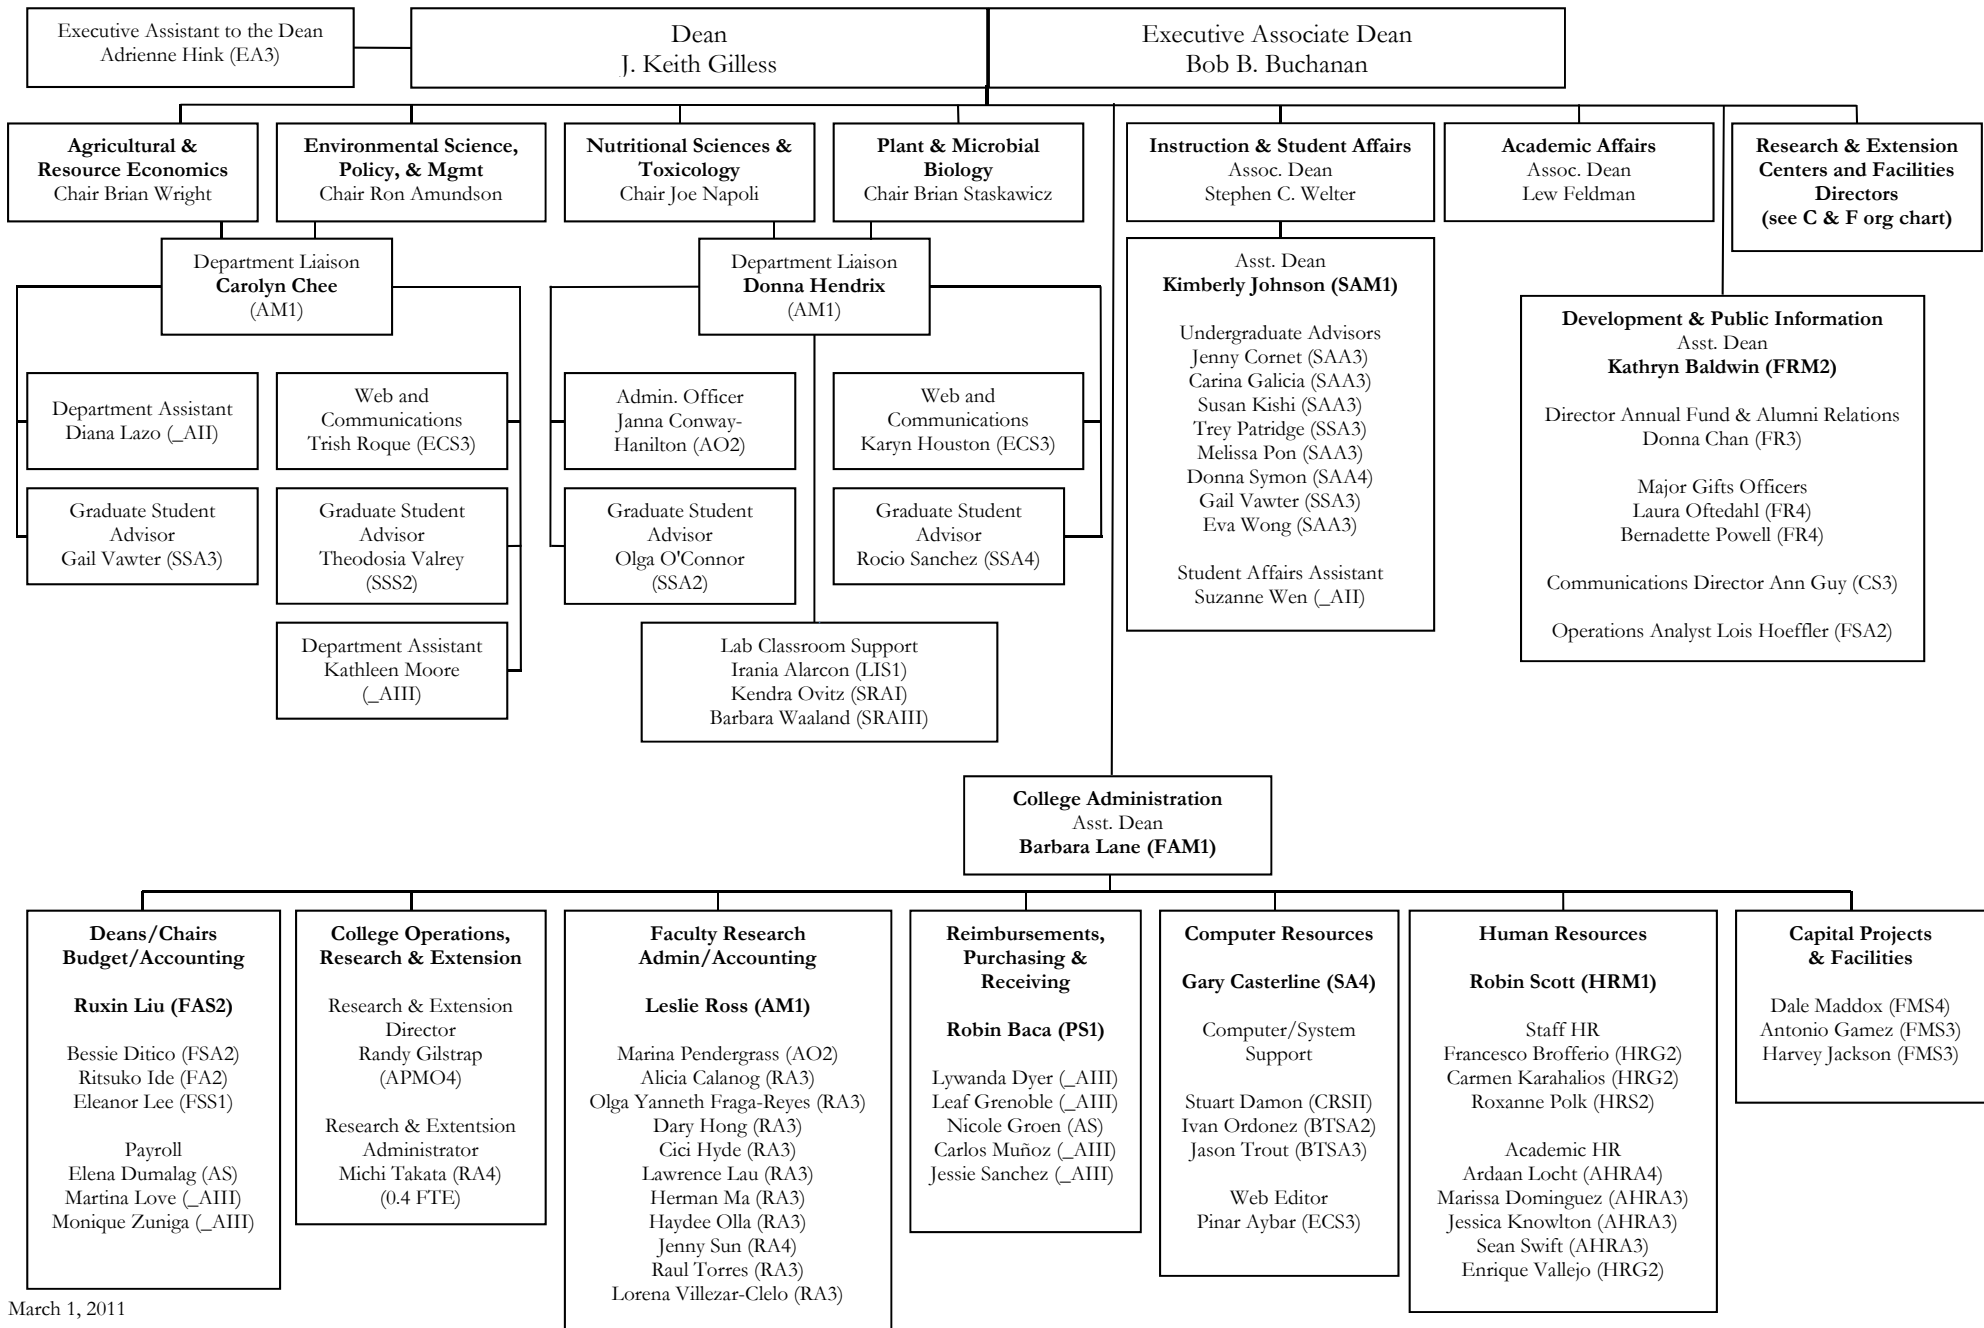 Executive Assistant to the Dean
Adrienne Hink (EA3)
Dean
J. Keith Gilless
Executive Associate Dean
Bob B. Buchanan
Agricultural &
Resource Economics
Chair Brian Wright
Environmental Science,
Policy, & Mgmt
Chair Ron Amundson
Nutritional Sciences &
Toxicology
Chair Joe Napoli
Plant & Microbial
Biology
Chair Brian Staskawicz
Instruction & Student Affairs
Assoc. Dean
Stephen C. Welter
Academic Affairs
Assoc. Dean
Lew Feldman
Research & Extension
Centers and Facilities
Directors
(see C & F org chart)
Department Liaison
Carolyn Chee
(AM1)
Department Liaison
Donna Hendrix
(AM1)
Asst. Dean
Kimberly Johnson (SAM1)
Undergraduate Advisors
Jenny Cornet (SAA3)
Carina Galicia (SAA3)
Susan Kishi (SAA3)
Trey Patridge (SSA3)
Melissa Pon (SAA3)
Donna Symon (SAA4)
Gail Vawter (SSA3)
Eva Wong (SAA3)
Student Affairs Assistant
Suzanne Wen (_AII)
Development & Public Information
Asst. Dean
Kathryn Baldwin (FRM2)
Director Annual Fund & Alumni Relations
Donna Chan (FR3)
Major Gifts Officers
Laura Oftedahl (FR4)
Bernadette Powell (FR4)
Communications Director Ann Guy (CS3)
Operations Analyst Lois Hoeffler (FSA2)
Department Assistant
Diana Lazo (_AII)
Web and
Communications
Trish Roque (ECS3)
Admin. Officer
Janna Conway-
Hanilton (AO2)
Web and
Communications
Karyn Houston (ECS3)
Graduate Student
Advisor
Gail Vawter (SSA3)
Graduate Student
Advisor
Theodosia Valrey
(SSS2)
Graduate Student
Advisor
Olga O'Connor
(SSA2)
Graduate Student
Advisor
Rocio Sanchez (SSA4)
Department Assistant
Kathleen Moore
(_AIII)
Lab Classroom Support
Irania Alarcon (LIS1)
Kendra Ovitz (SRAI)
Barbara Waaland (SRAIII)
College Administration
Asst. Dean
Barbara Lane (FAM1)
Deans/Chairs
Budget/Accounting
Ruxin Liu (FAS2)
Bessie Ditico (FSA2)
Ritsuko Ide (FA2)
Eleanor Lee (FSS1)
Payroll
Elena Dumalag (AS)
Martina Love (_AIII)
Monique Zuniga (_AIII)
College Operations,
Research & Extension
Research & Extension
Director
Randy Gilstrap
(APMO4)
Research & Extentsion
Administrator
Michi Takata (RA4)
(0.4 FTE)
Faculty Research
Admin/Accounting
Leslie Ross (AM1)
Marina Pendergrass (AO2)
Alicia Calanog (RA3)
Olga Yanneth Fraga-Reyes (RA3)
Dary Hong (RA3)
Cici Hyde (RA3)
Lawrence Lau (RA3)
Herman Ma (RA3)
Haydee Olla (RA3)
Jenny Sun (RA4)
Raul Torres (RA3)
Lorena Villezar-Clelo (RA3)
Reimbursements,
Purchasing &
Receiving
Robin Baca (PS1)
Lywanda Dyer (_AIII)
Leaf Grenoble (_AIII)
Nicole Groen (AS)
Carlos Muñoz (_AIII)
Jessie Sanchez (_AIII)
Computer Resources
Gary Casterline (SA4)
Computer/System
Support
Stuart Damon (CRSII)
Ivan Ordonez (BTSA2)
Jason Trout (BTSA3)
Web Editor
Pinar Aybar (ECS3)
Human Resources
Robin Scott (HRM1)
Staff HR
Francesco Brofferio (HRG2)
Carmen Karahalios (HRG2)
Roxanne Polk (HRS2)
Academic HR
Ardaan Locht (AHRA4)
Marissa Dominguez (AHRA3)
Jessica Knowlton (AHRA3)
Sean Swift (AHRA3)
Enrique Vallejo (HRG2)
Capital Projects
& Facilities
Dale Maddox (FMS4)
Antonio Gamez (FMS3)
Harvey Jackson (FMS3)
March 1, 2011